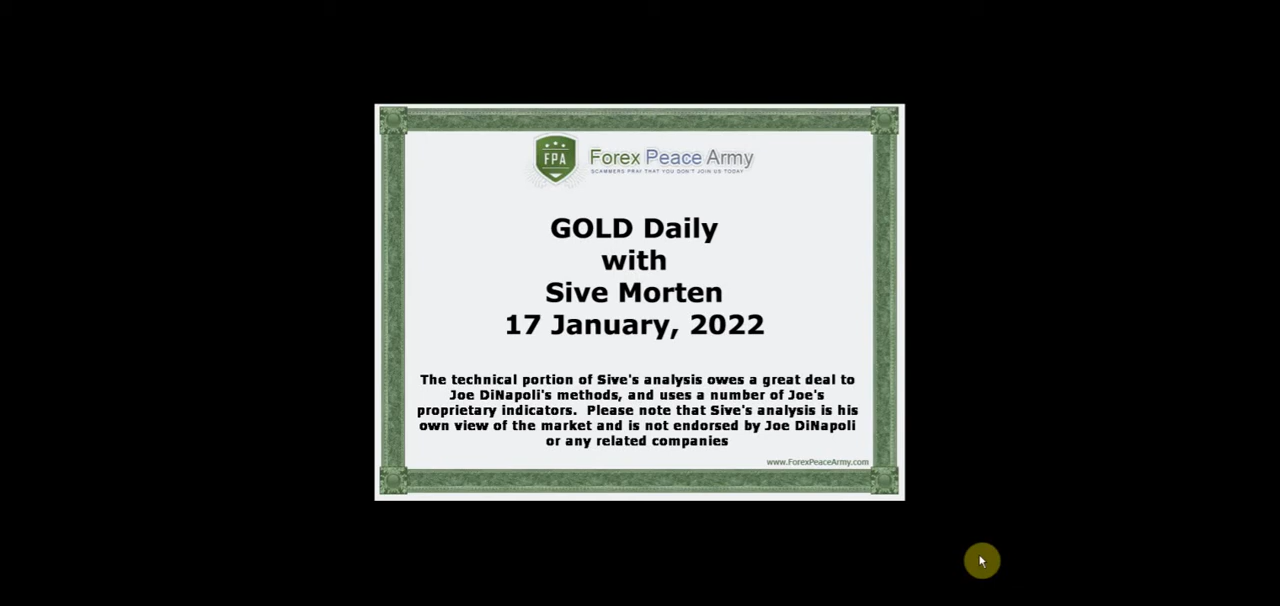 FPA
Forex Peace Army
SCAMMERS PRAY THAT YOU DON'T JOIN US TODAY
GOLD Daily
with
Sive Morten
17 January, 2022
The technical portion of Sive's analysis owes a great deal to
Joe DiNapoli's methods, and uses a number of Joe's
proprietary indicators.  Please note that Sive's analysis is his
own view of the market and is not endorsed by Joe DiNapoli
or any related companies
www.ForexPeaceArmy.com